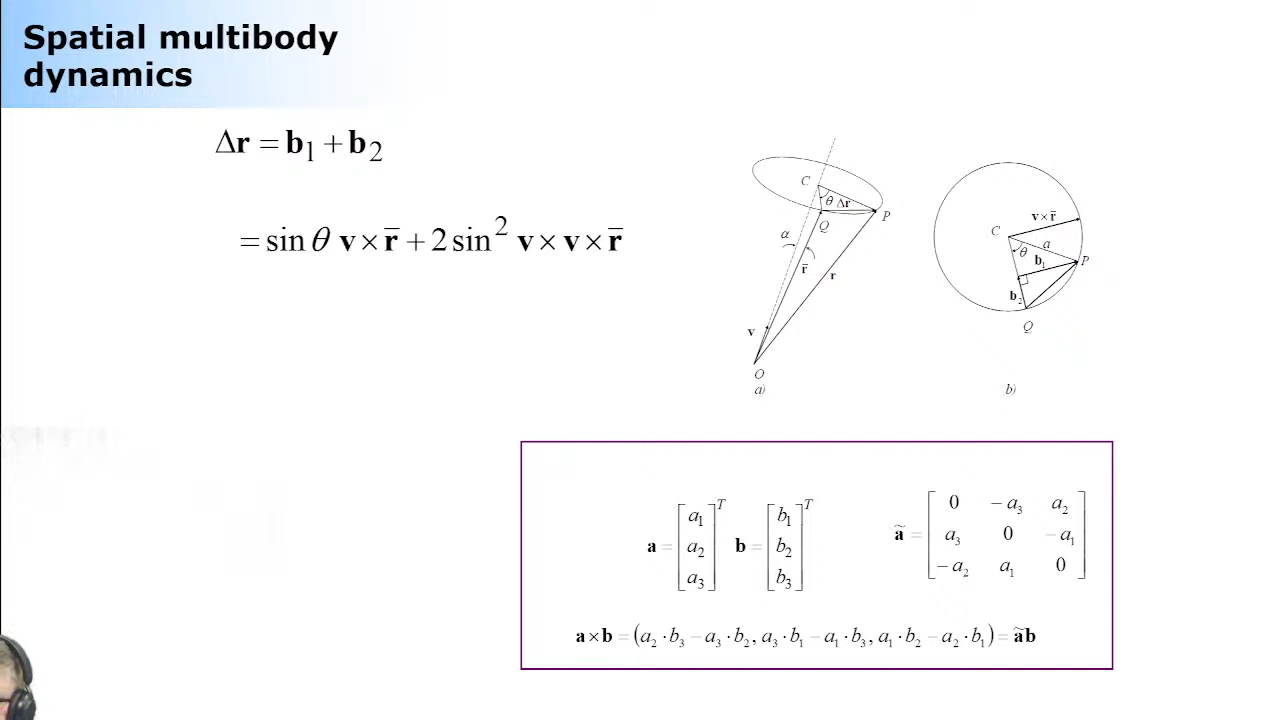 Spatial multibody
dynamics
Δr = b₁ + b₂
= sin θ v × r̅ + 2 sin² v × v × r̅
C
θ Δr
P
Q
α
r̅
r
v
O
a)
v × r̅
C
a
θ
b₁
P
b₂
Q
b)
a = [a₁ a₂ a₃]ᵀ b = [b₁ b₂ b₃]ᵀ
ã = [0 −a₃ a₂
a₃ 0 −a₁
−a₂ a₁ 0]
a × b = (a₂ · b₃ − a₃ · b₂, a₃ · b₁ − a₁ · b₃, a₁ · b₂ − a₂ · b₁) = ãb